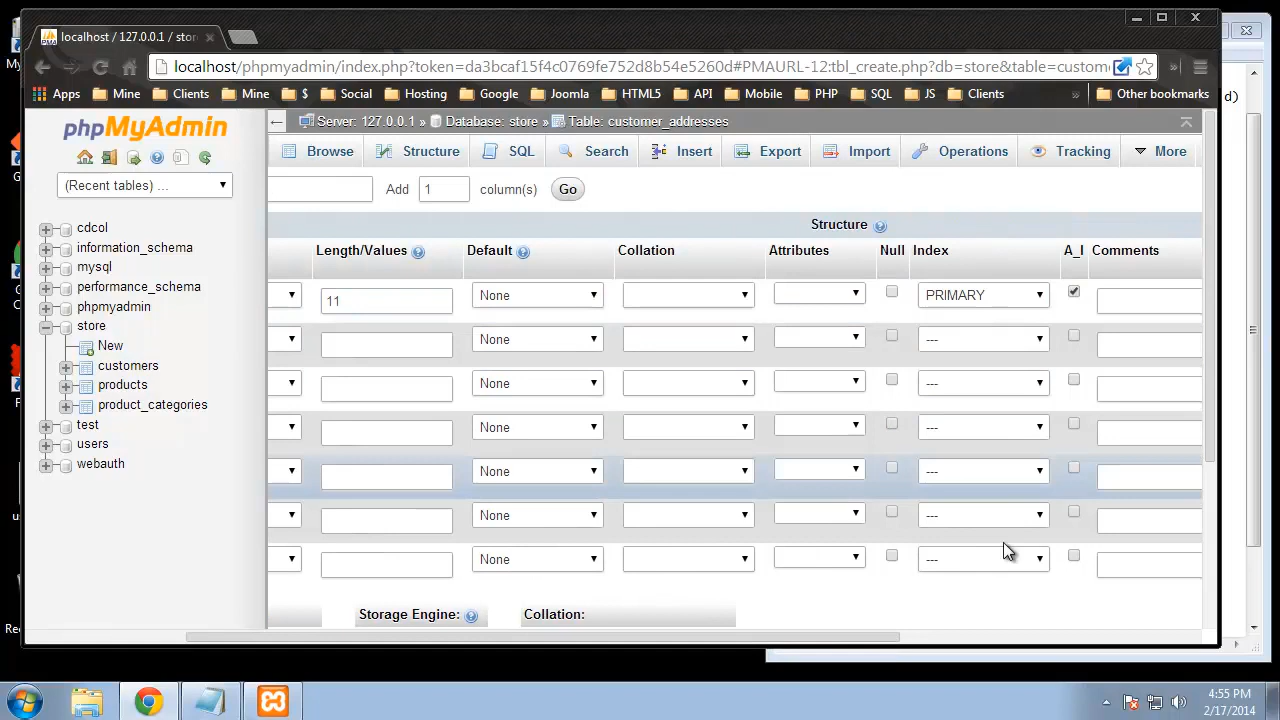 localhost / 127.0.0.1 / stor
localhost/phpmyadmin/index.php?token=da3bca15f4c0769fe752d8b54e5260d#PMAURL-12:tbl_create.php?db=store&table=custom
Apps Mine Clients Mine $ Social Hosting Google Joomla HTML5 API Mobile PHP SQL JS Clients » Other bookmarks
d)
phpMyAdmin
Server: 127.0.0.1 » Database: store » Table: customer_addresses
Browse Structure SQL Search Insert Export Import Operations Tracking More
(Recent tables) ...
Add 1 column(s) Go
Structure
Length/Values Default Collation Attributes Null Index A_I Comments
11 None PRIMARY
None ---
None ---
None ---
None ---
None ---
None ---
cdcol
information_schema
mysql
performance_schema
phpmyadmin
store
New
customers
products
product_categories
test
users
webauth
Storage Engine: Collation:
4:55 PM
2/17/2014